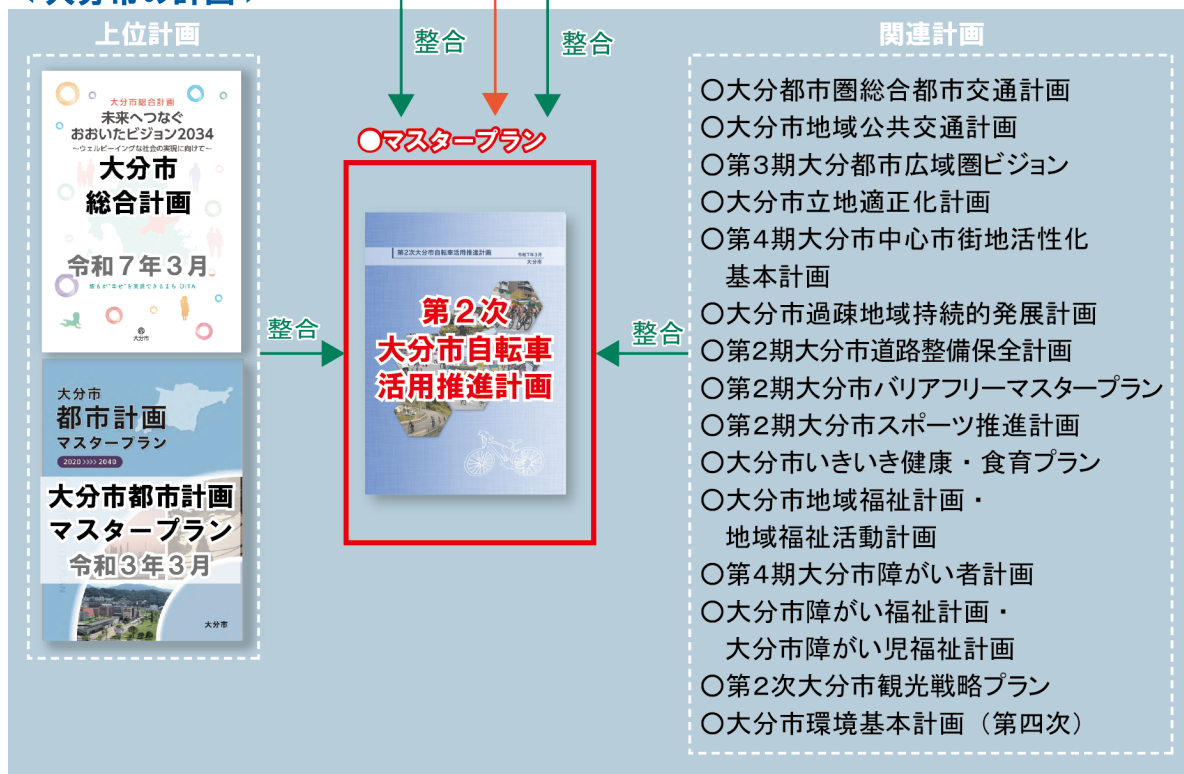 ＜大分市の計画＞
上位計画
整合
整合
関連計画
大分市総合計画
未来へつなぐ
おおいたビジョン2034
～ウェルビーイングな社会の実現に向けて～
大分市
総合計画
令和７年３月
誰もが"幸せ"を実感できるまち OITA
大分市
大分市
都市計画
マスタープラン
2020 >>>> 2040
大分市都市計画
マスタープラン
令和３年３月
大分市
整合
○マスタープラン
第2次大分市自転車活用推進計画
令和7年3月
大分市
第２次
大分市自転車
活用推進計画
整合
○大分都市圏総合都市交通計画
○大分市地域公共交通計画
○第３期大分都市広域圏ビジョン
○大分市立地適正化計画
○第４期大分市中心市街地活性化
基本計画
○大分市過疎地域持続的発展計画
○第２期大分市道路整備保全計画
○第２期大分市バリアフリーマスタープラン
○第２期大分市スポーツ推進計画
○大分市いきいき健康・食育プラン
○大分市地域福祉計画・
地域福祉活動計画
○第４期大分市障がい者計画
○大分市障がい福祉計画・
大分市障がい児福祉計画
○第２次大分市観光戦略プラン
○大分市環境基本計画（第四次）